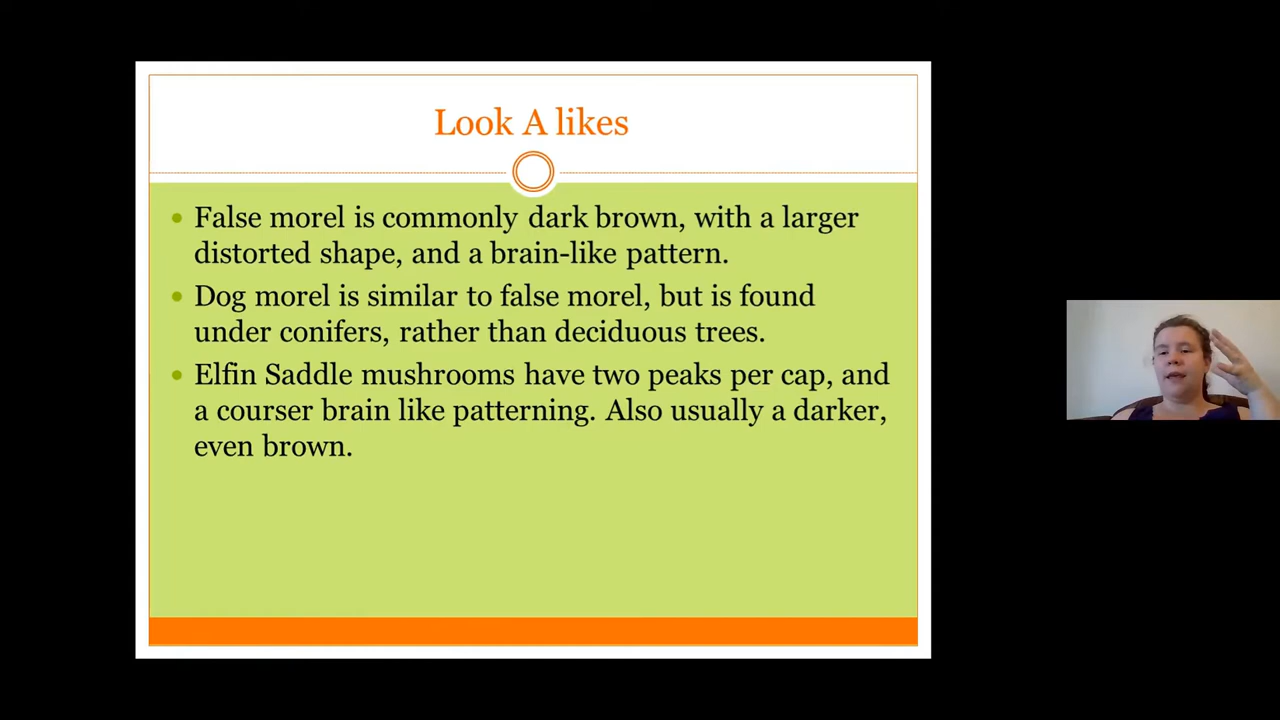 Look A likes
False morel is commonly dark brown, with a larger
distorted shape, and a brain-like pattern.
Dog morel is similar to false morel, but is found
under conifers, rather than deciduous trees.
Elfin Saddle mushrooms have two peaks per cap, and
a courser brain like patterning. Also usually a darker,
even brown.